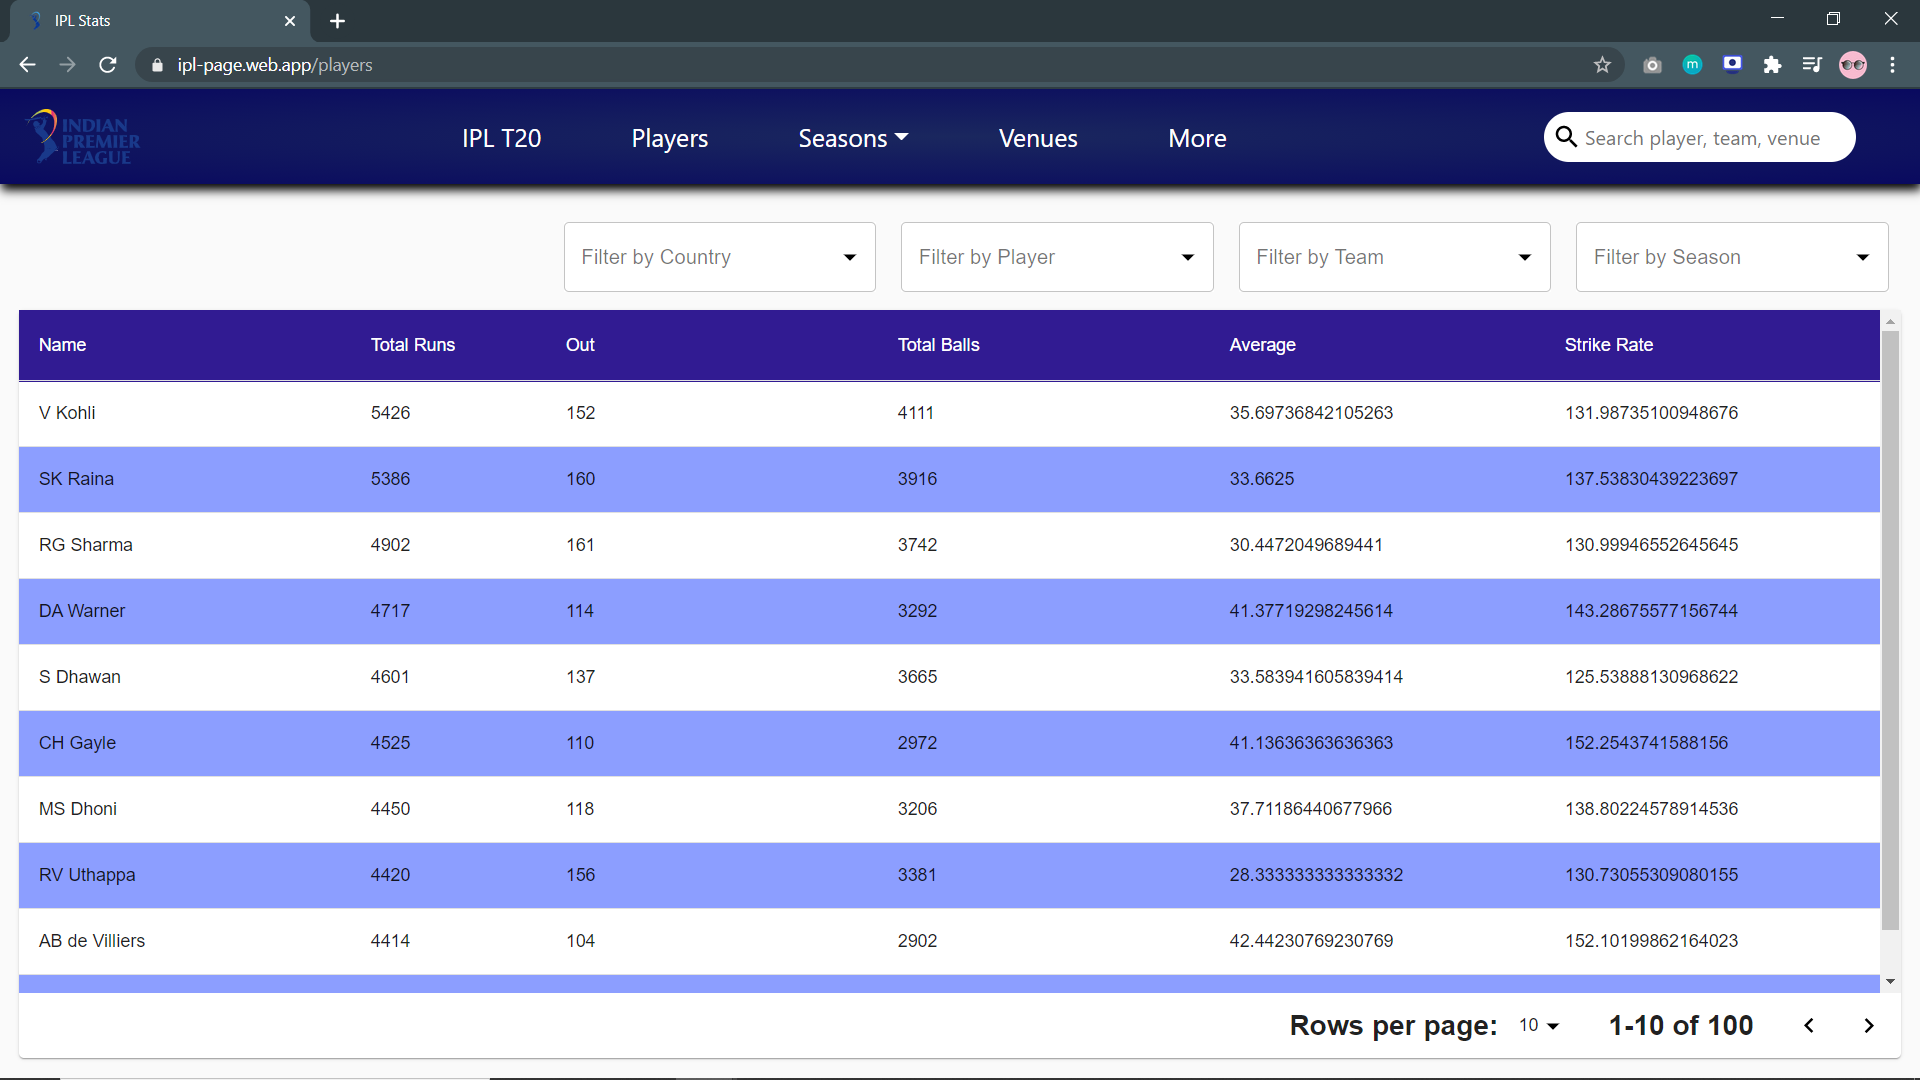 IPL Stats
ipl-page.web.app/players
m
INDIAN
PREMIER
LEAGUE
IPL T20 Players Seasons Venues More Search player, team, venue
Filter by Country Filter by Player Filter by Team Filter by Season
Name Total Runs Out Total Balls Average Strike Rate
V Kohli 5426 152 4111 35.69736842105263 131.98735100948676
SK Raina 5386 160 3916 33.6625 137.53830439223697
RG Sharma 4902 161 3742 30.4472049689441 130.99946552645645
DA Warner 4717 114 3292 41.37719298245614 143.28675577156744
S Dhawan 4601 137 3665 33.583941605839414 125.53888130968622
CH Gayle 4525 110 2972 41.13636363636363 152.2543741588156
MS Dhoni 4450 118 3206 37.71186440677966 138.80224578914536
RV Uthappa 4420 156 3381 28.333333333333332 130.73055309080155
AB de Villiers 4414 104 2902 42.44230769230769 152.10199862164023
Rows per page: 10 1-10 of 100